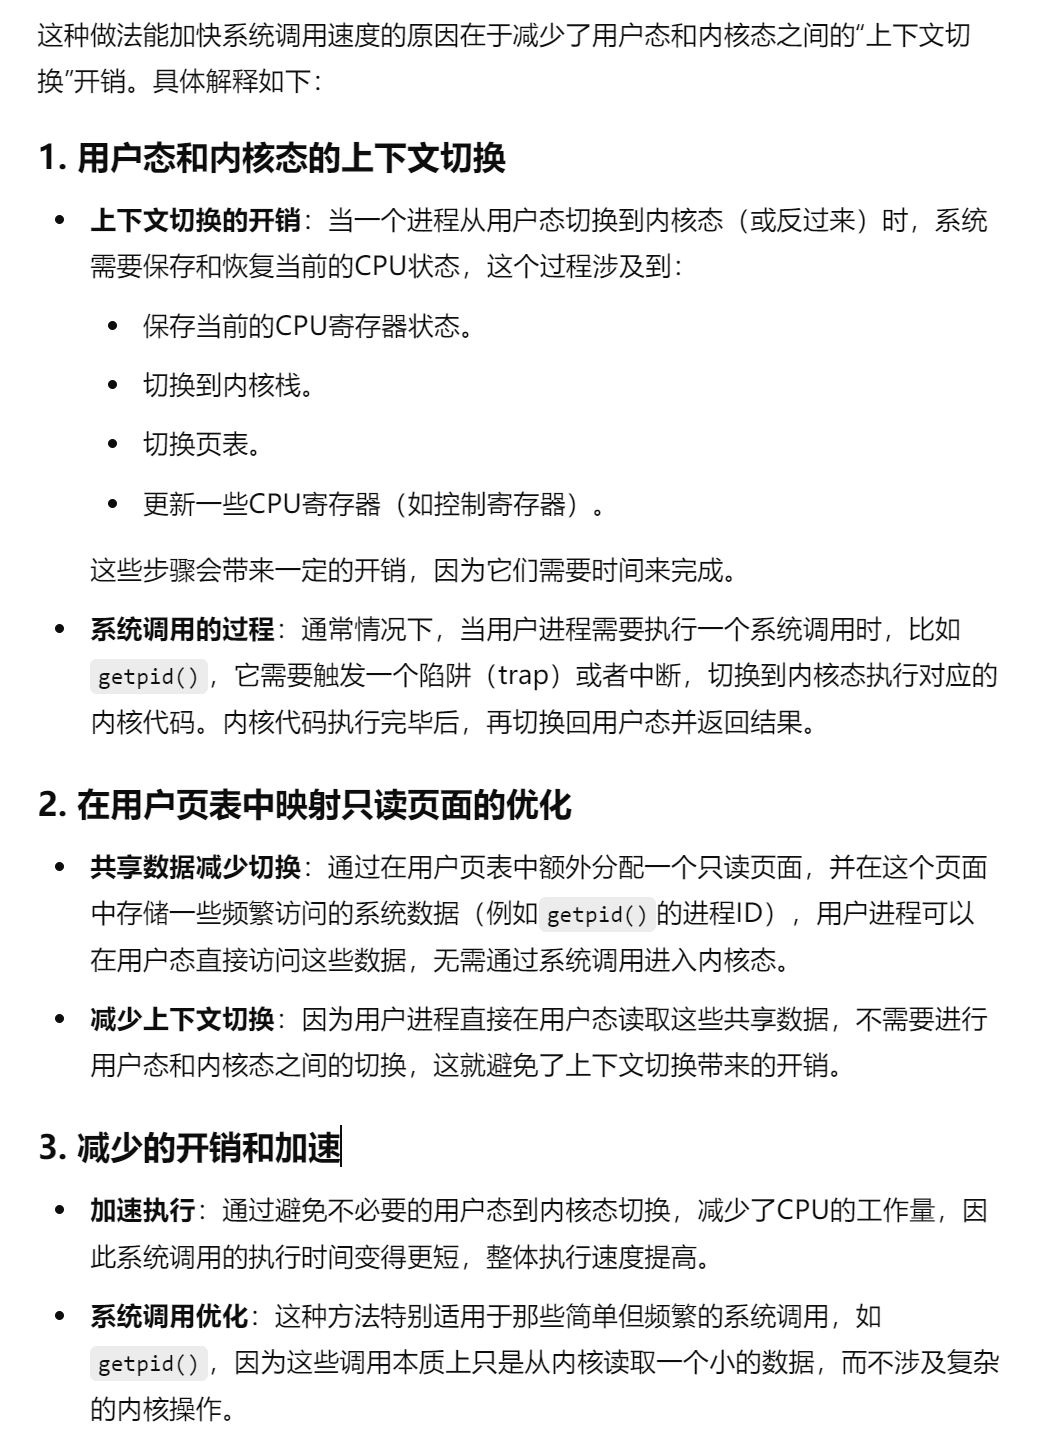 这种做法能加快系统调用速度的原因在于减少了用户态和内核态之间的“上下文切
换”开销。具体解释如下：
1. 用户态和内核态的上下文切换
• 上下文切换的开销：当一个进程从用户态切换到内核态（或反过来）时，系统
需要保存和恢复当前的CPU状态，这个过程涉及到：
• 保存当前的CPU寄存器状态。
• 切换到内核栈。
• 切换页表。
• 更新一些CPU寄存器（如控制寄存器）。
这些步骤会带来一定的开销，因为它们需要时间来完成。
• 系统调用的过程：通常情况下，当用户进程需要执行一个系统调用时，比如
getpid()，它需要触发一个陷阱（trap）或者中断，切换到内核态执行对应的
内核代码。内核代码执行完毕后，再切换回用户态并返回结果。
2. 在用户页表中映射只读页面的优化
• 共享数据减少切换：通过在用户页表中额外分配一个只读页面，并在这个页面
中存储一些频繁访问的系统数据（例如getpid()的进程ID），用户进程可以
在用户态直接访问这些数据，无需通过系统调用进入内核态。
• 减少上下文切换：因为用户进程直接在用户态读取这些共享数据，不需要进行
用户态和内核态之间的切换，这就避免了上下文切换带来的开销。
3. 减少的开销和加速
• 加速执行：通过避免不必要的用户态到内核态切换，减少了CPU的工作量，因
此系统调用的执行时间变得更短，整体执行速度提高。
• 系统调用优化：这种方法特别适用于那些简单但频繁的系统调用，如
getpid()，因为这些调用本质上只是从内核读取一个小的数据，而不涉及复杂
的内核操作。